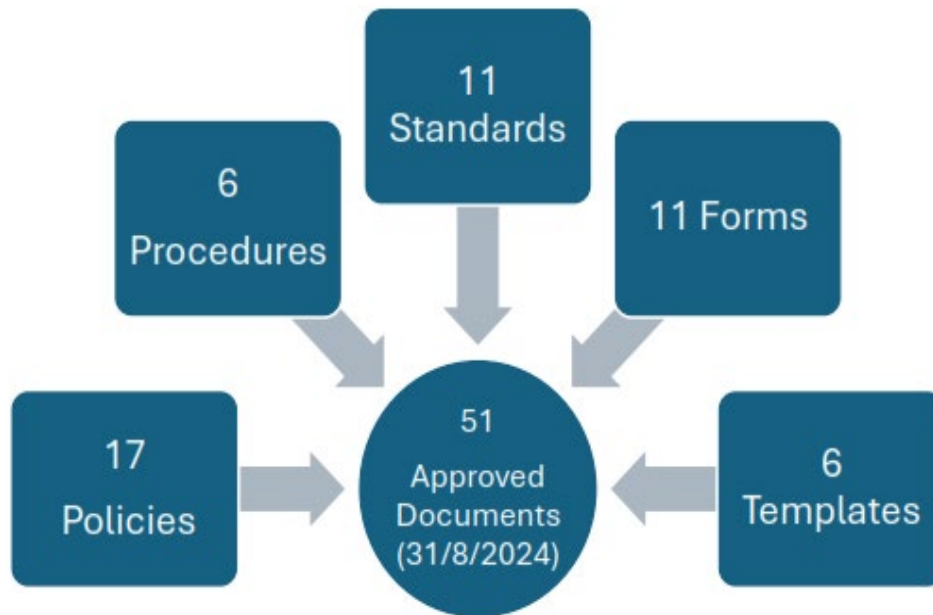 11
Standards
6
Procedures
11 Forms
17
Policies
51
Approved
Documents
(31/8/2024)
6
Templates